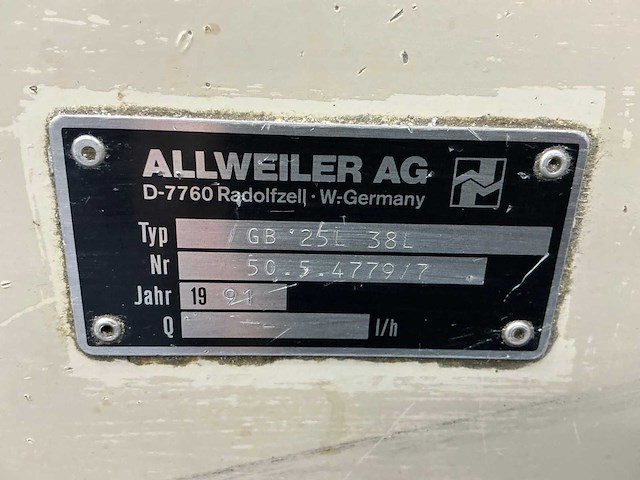 ALLWEILER AG
D-7760 Radolfzell · W.-Germany
Typ GB 25L 38L
Nr 50.5.4779/7
Jahr 19 91
Q -- l/h